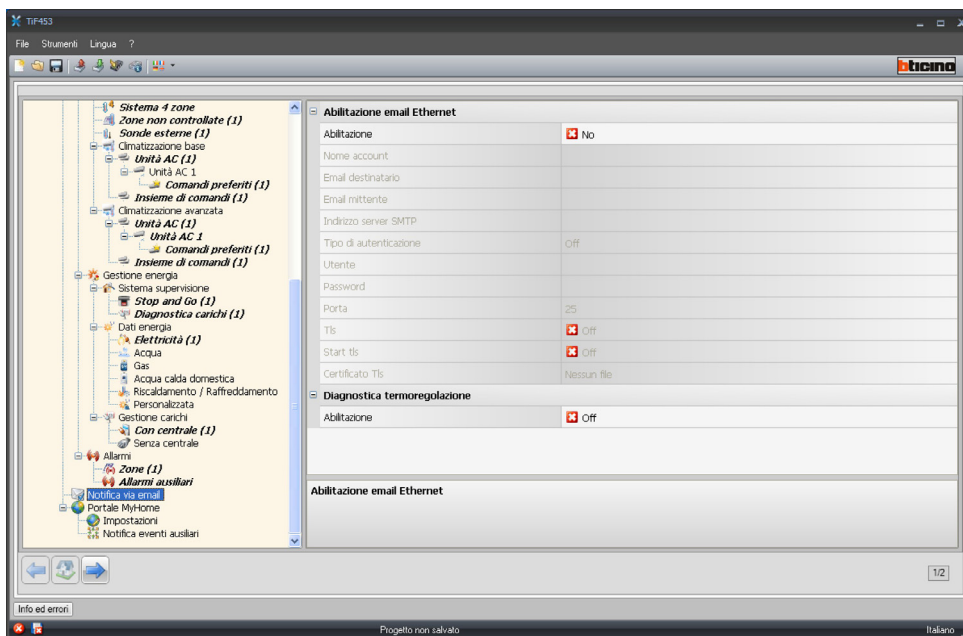 TiF453
File Strumenti Lingua ?
bticino
Sistema 4 zone
Zone non controllate (1)
Sonde esterne (1)
Climatizzazione base
Unità AC (1)
Unità AC 1
Comandi preferiti (1)
Insieme di comandi (1)
Climatizzazione avanzata
Unità AC (1)
Unità AC 1
Comandi preferiti (1)
Insieme di comandi (1)
Gestione energia
Sistema supervisione
Stop and Go (1)
Diagnostica carichi (1)
Dati energia
Elettricità (1)
Acqua
Gas
Acqua calda domestica
Riscaldamento / Raffreddamento
Personalizzata
Gestione carichi
Con centrale (1)
Senza centrale
Allarmi
Zone (1)
Allarmi ausiliari
Notifica via email
Portale MyHome
Impostazioni
Notifica eventi ausiliari
Abilitazione email Ethernet
Abilitazione No
Nome account
Email destinatario
Email mittente
Indirizzo server SMTP
Tipo di autenticazione Off
Utente
Password
Porta 25
Tls Off
Start tls Off
Certificato Tls Nessun file
Diagnostica termoregolazione
Abilitazione Off
Abilitazione email Ethernet
1/2
Info ed errori
Progetto non salvato Italiano